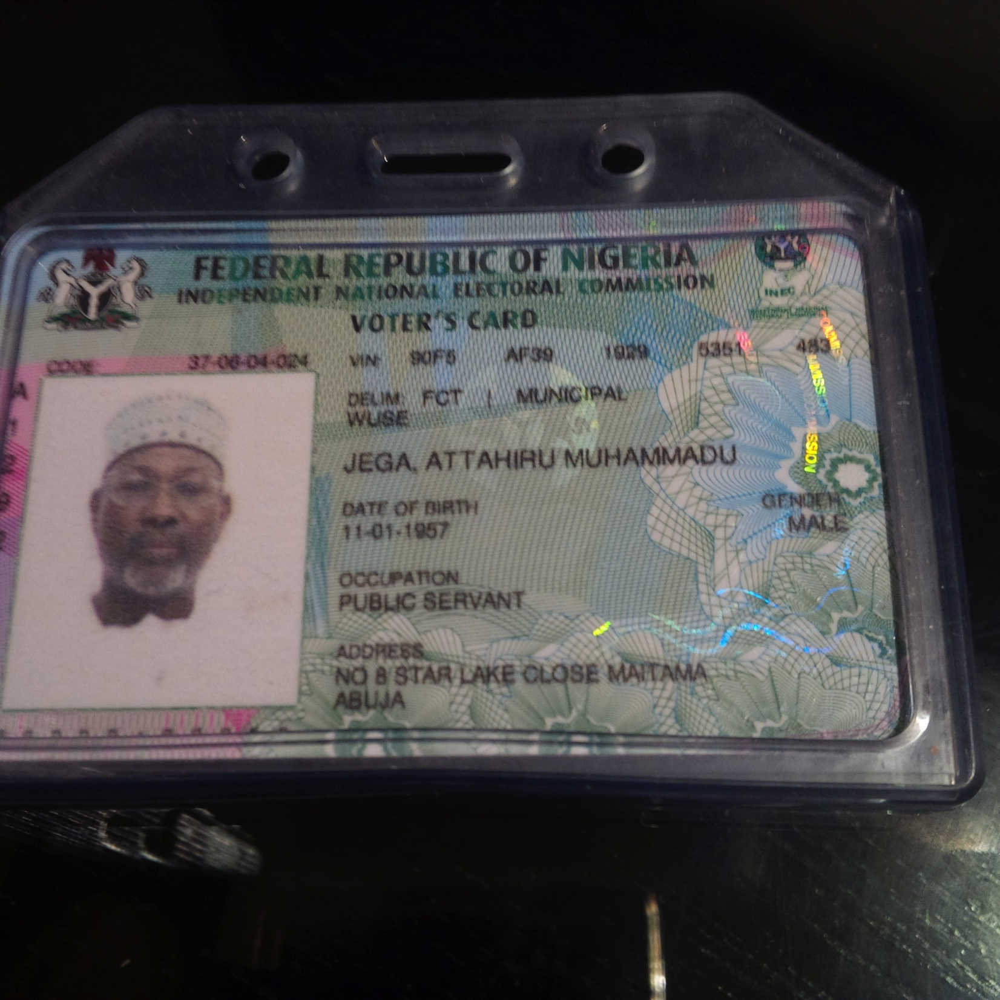 FEDERAL REPUBLIC OF NIGERIA
INDEPENDENT NATIONAL ELECTORAL COMMISSION
INEC
VOTER'S CARD
CODE: 37-06-04-024
VIN: 90F5 AF39 1929 5351 483
DELIM: FCT | MUNICIPAL
WUSE
JEGA, ATTAHIRU MUHAMMADU
DATE OF BIRTH
11-01-1957
GENDER
MALE
OCCUPATION
PUBLIC SERVANT
ADDRESS
NO 8 STAR LAKE CLOSE MAITAMA
ABUJA